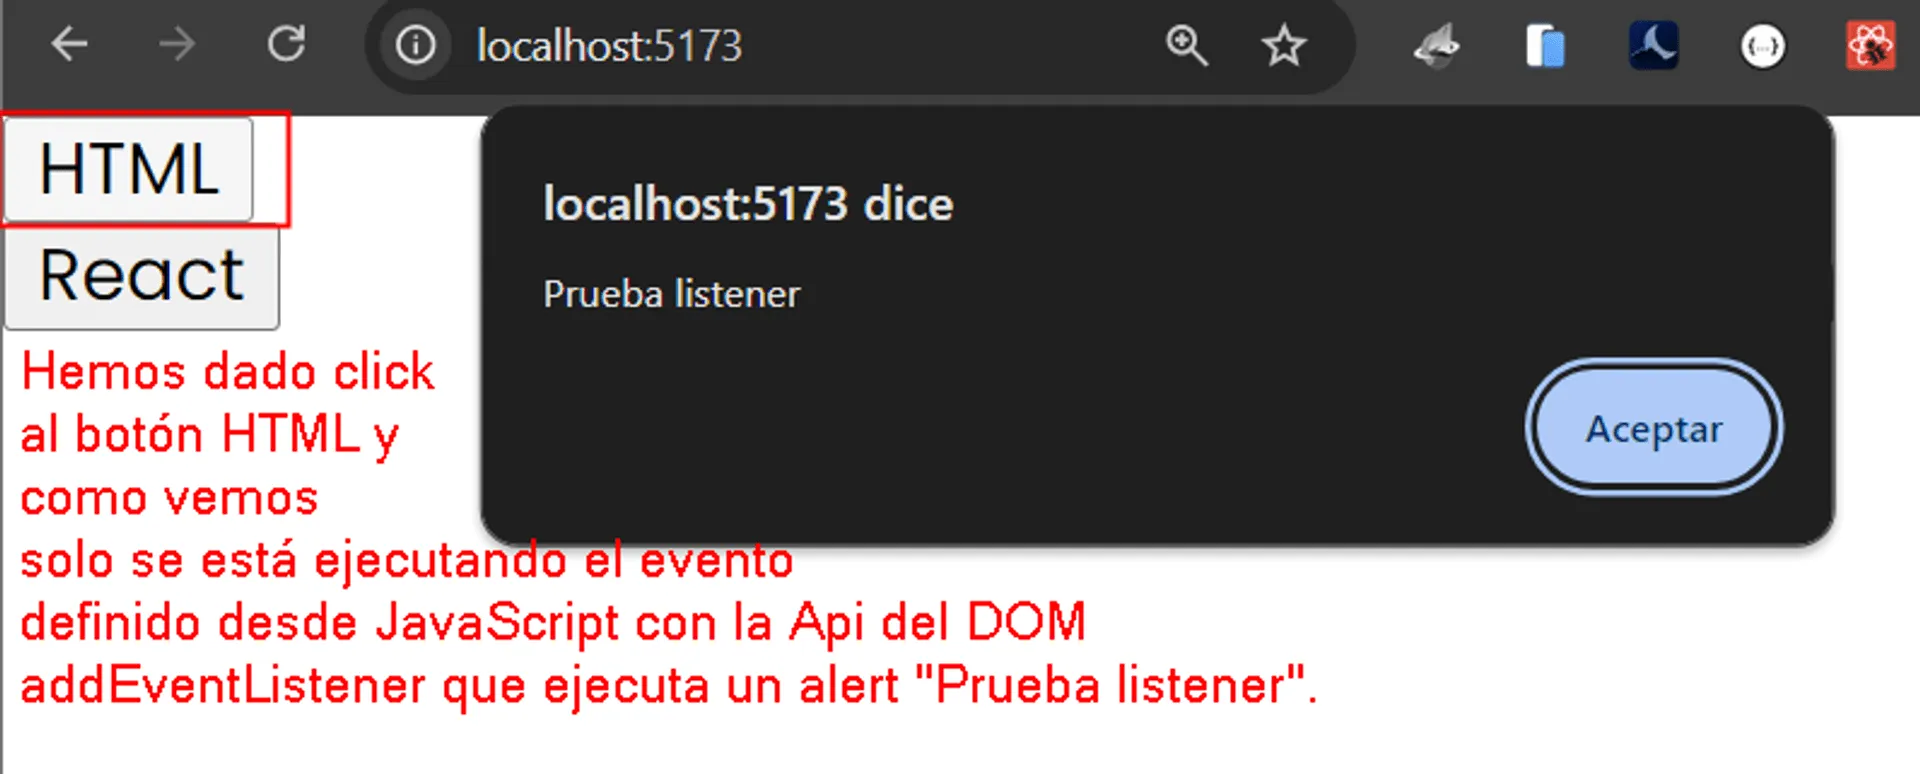 localhost:5173
HTML
React
localhost:5173 dice
Prueba listener
Aceptar
Hemos dado click
al botón HTML y
como vemos
solo se está ejecutando el evento
definido desde JavaScript con la Api del DOM
addEventListener que ejecuta un alert "Prueba listener".